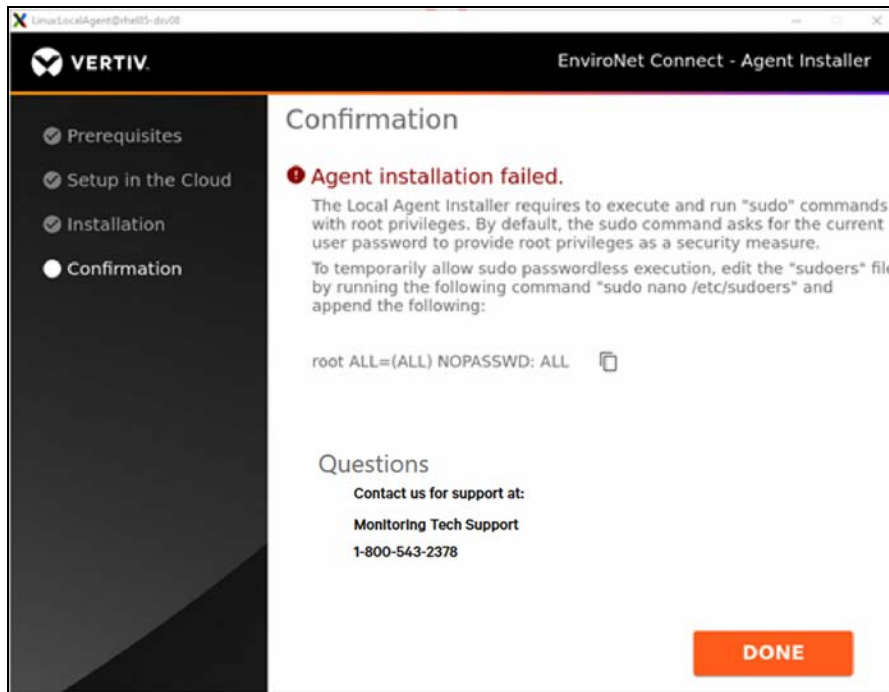 LinuxLocalAgent@rhel85-dsv08
VERTIV.
EnviroNet Connect - Agent Installer
Prerequisites
Setup in the Cloud
Installation
Confirmation
Confirmation
Agent installation failed.
The Local Agent Installer requires to execute and run "sudo" commands
with root privileges. By default, the sudo command asks for the current
user password to provide root privileges as a security measure.
To temporarily allow sudo passwordless execution, edit the "sudoers" file
by running the following command "sudo nano /etc/sudoers" and
append the following:
root ALL=(ALL) NOPASSWD: ALL
Questions
Contact us for support at:
Monitoring Tech Support
1-800-543-2378
DONE